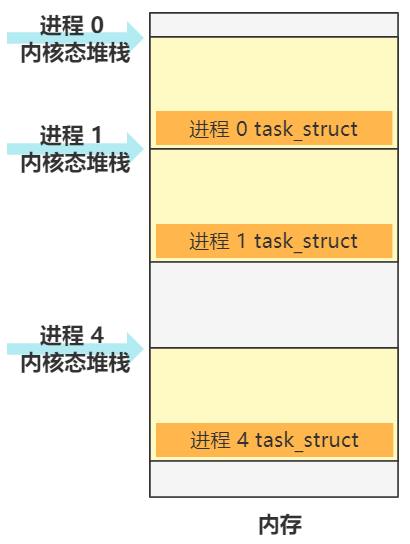 进程 0
内核态堆栈
进程 0 task_struct
进程 1
内核态堆栈
进程 1 task_struct
进程 4
内核态堆栈
进程 4 task_struct
内存